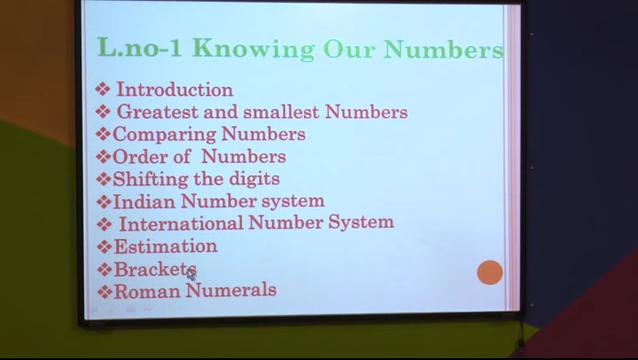 L.no-1 Knowing Our Numbers
❖ Introduction
❖ Greatest and smallest Numbers
❖Comparing Numbers
❖Order of Numbers
❖Shifting the digits
❖Indian Number system
❖ International Number System
❖Estimation
❖Brackets
❖Roman Numerals